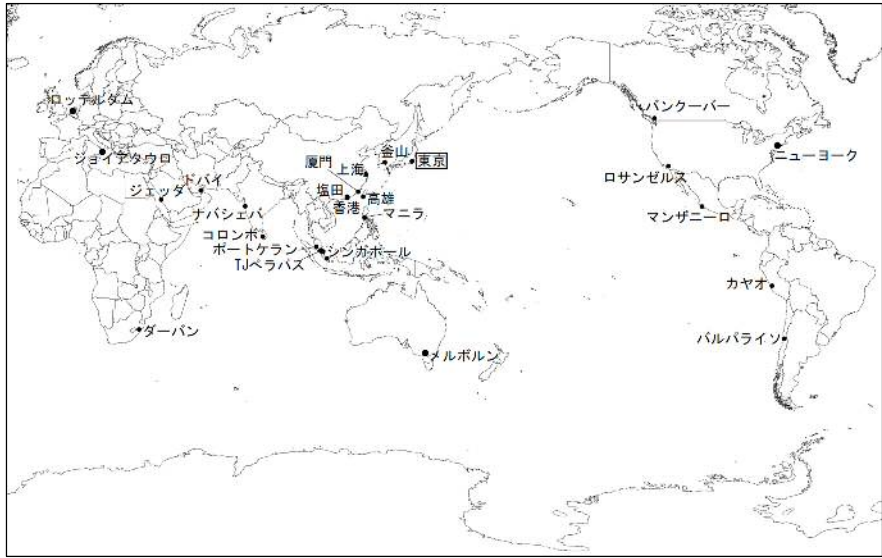 ロッテルダム
バンクーバー
ジョイアタウロ
厦門
上海
釜山
東京
ニューヨーク
ロサンゼルス
ドバイ
ジェッダ
塩田
香港
高雄
ナバシェバ
マニラ
マンザニーロ
コロンボ
ポートケラン
シンガポール
TJペラパス
カヤオ
ダーバン
バルパライソ
メルボルン